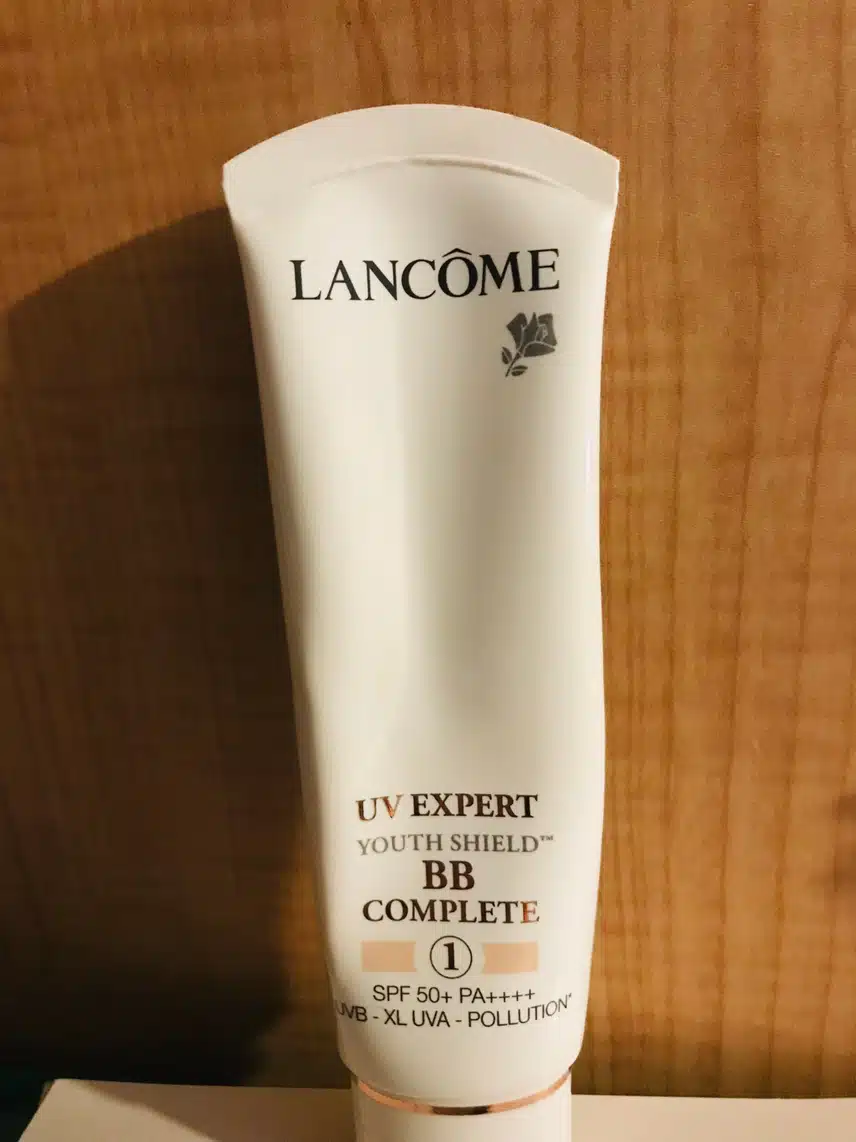 LANCÔME
UV EXPERT
YOUTH SHIELD™
BB
COMPLETE
1
SPF 50+ PA++++
UVB - XL UVA - POLLUTION*